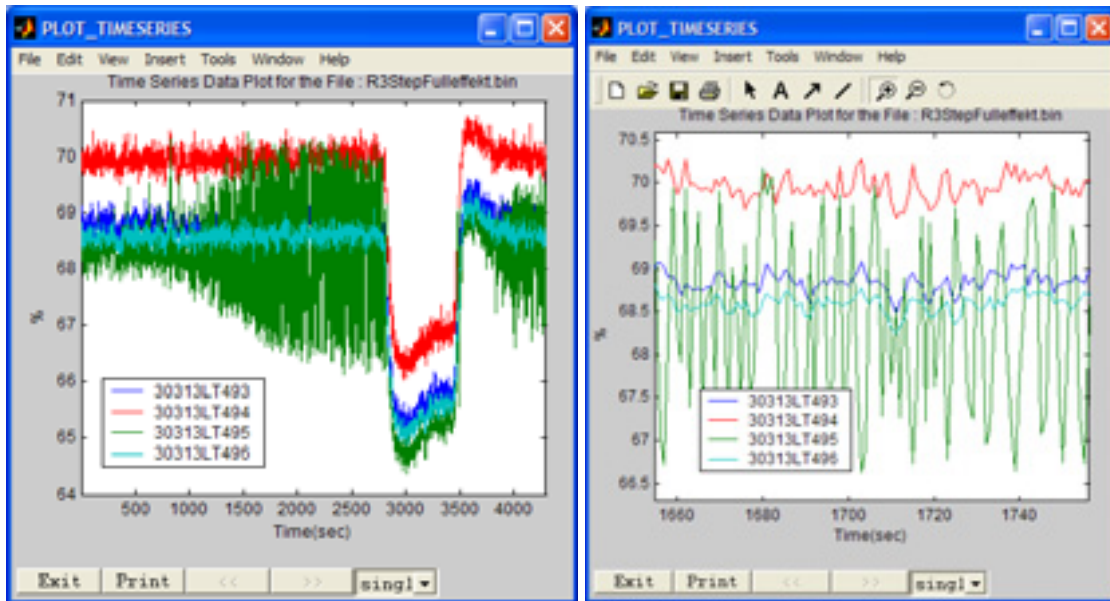 PLOT_TIMESERIES
File Edit View Insert Tools Window Help
Time Series Data Plot for the File : R3StepFulleffekt.bin
71
70
69
68
67
66
65
64
%
30313LT493
30313LT494
30313LT495
30313LT496
500 1000 1500 2000 2500 3000 3500 4000
Time(sec)
Exit Print << >> singl
PLOT_TIMESERIES
File Edit View Insert Tools Window Help
A
Time Series Data Plot for the File : R3StepFulleffekt.bin
70.5
70
69.5
69
68.5
68
67.5
67
66.5
%
30313LT493
30313LT494
30313LT495
30313LT496
1660 1680 1700 1720 1740
Time(sec)
Exit Print << >> singl